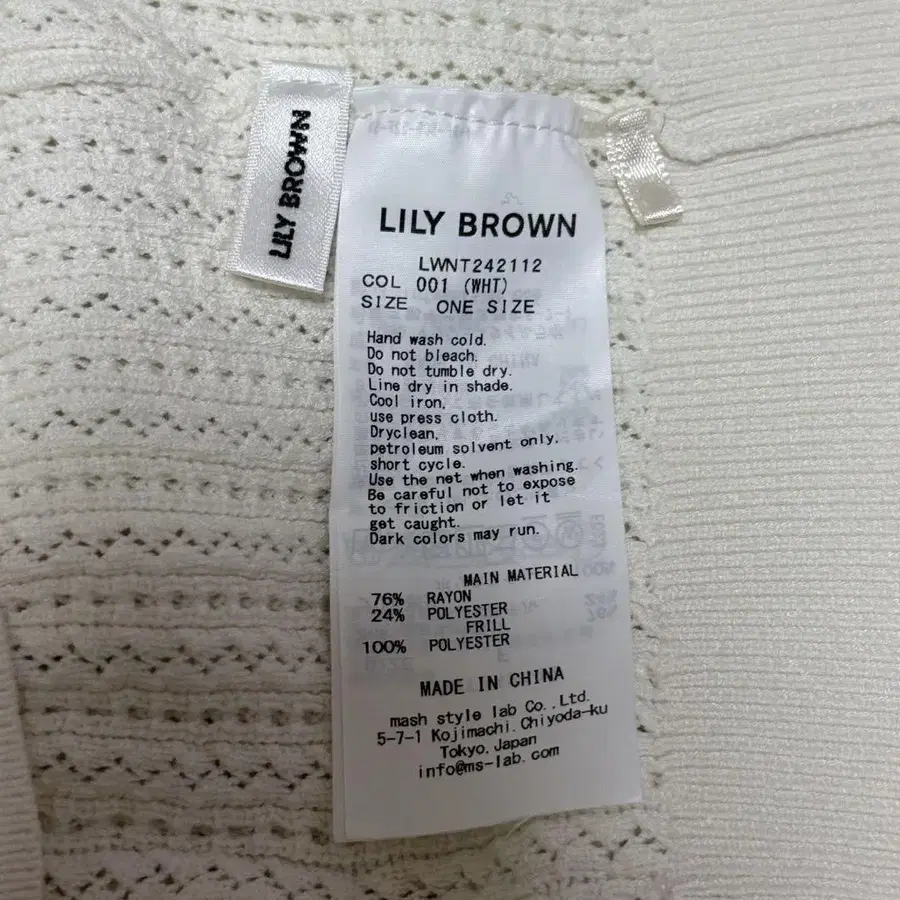 LILY BROWN
LILY BROWN
LWNT242112
COL 001 (WHT)
SIZE ONE SIZE
Hand wash cold.
Do not bleach.
Do not tumble dry.
Line dry in shade.
Cool iron,
use press cloth.
Dryclean,
petroleum solvent only.
short cycle.
Use the net when washing.
Be careful not to expose
to friction or let it
get caught.
Dark colors may run.
MAIN MATERIAL
76% RAYON
24% POLYESTER
FRILL
100% POLYESTER
MADE IN CHINA
mash style lab Co.,Ltd.
5-7-1 Kojimachi, Chiyoda-ku
Tokyo, Japan
info@ms-lab.com